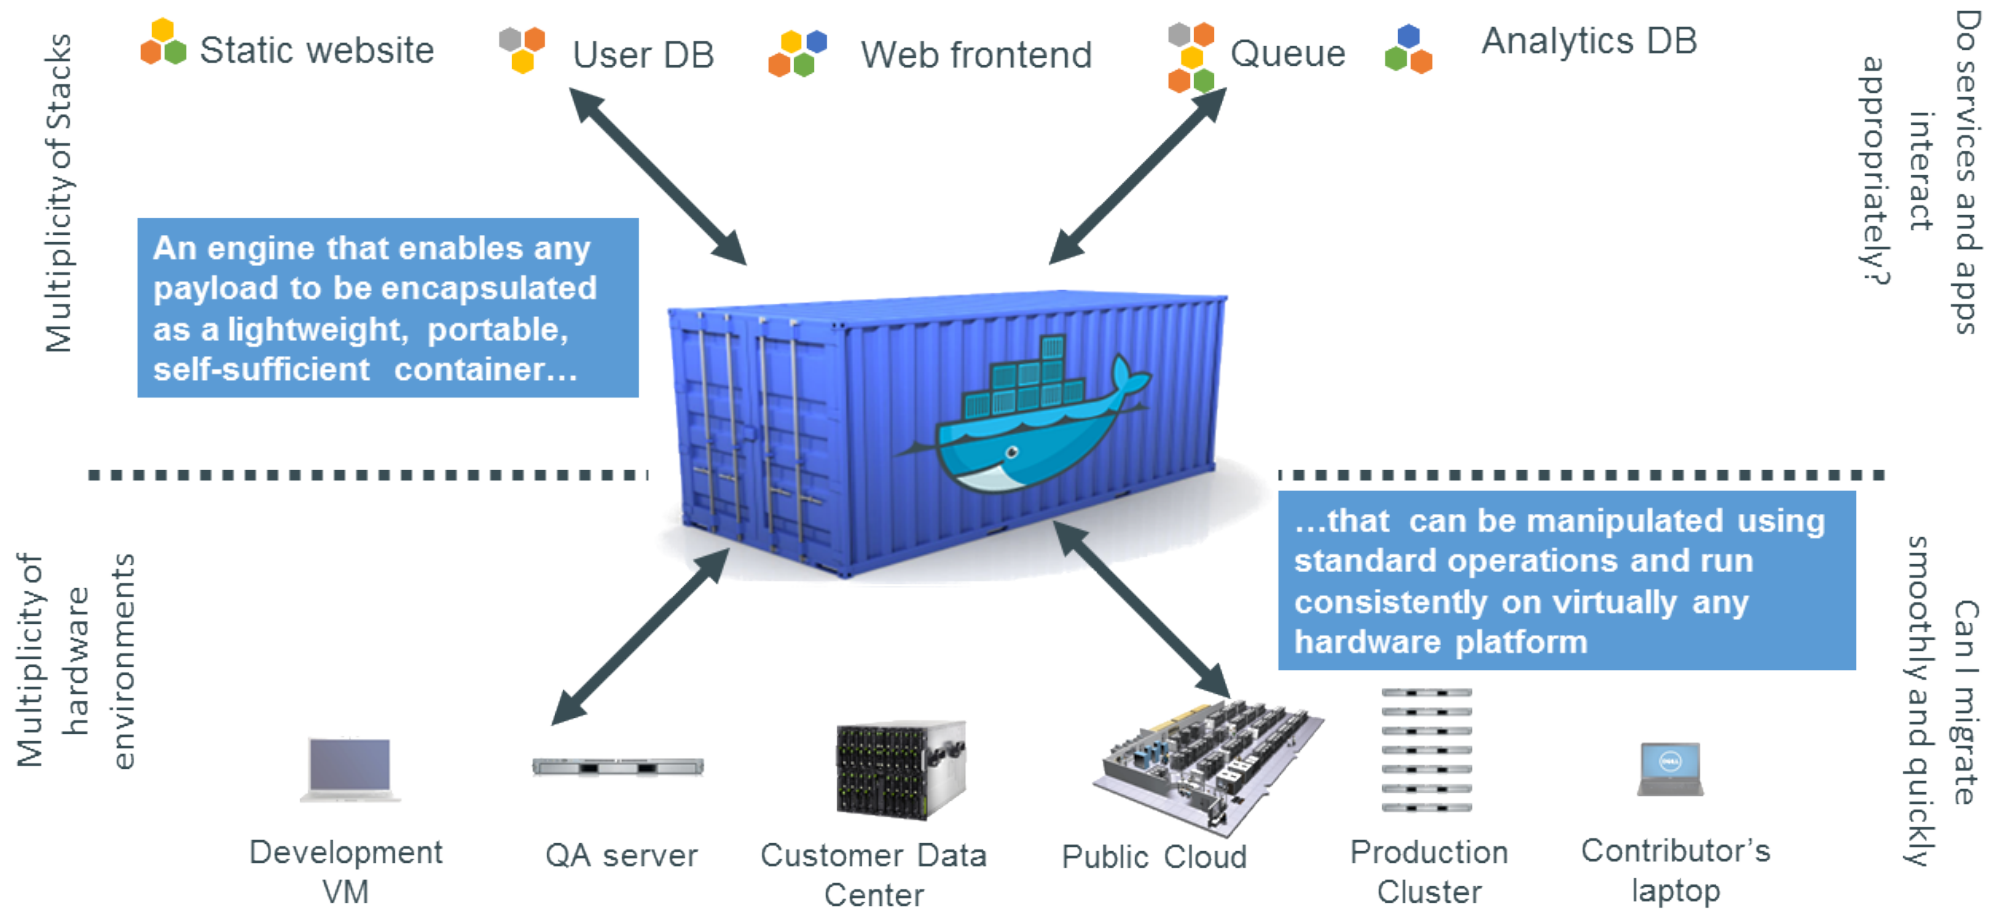 Static website
User DB
Web frontend
Queue
Analytics DB
Multiplicity of Stacks
Do services and apps
interact
appropriately?
An engine that enables any
payload to be encapsulated
as a lightweight, portable,
self-sufficient container...
...that can be manipulated using
standard operations and run
consistently on virtually any
hardware platform
Multiplicity of
hardware
environments
Can I migrate
smoothly and quickly
DELL
Development
VM
QA server
Customer Data
Center
Public Cloud
Production
Cluster
Contributor’s
laptop